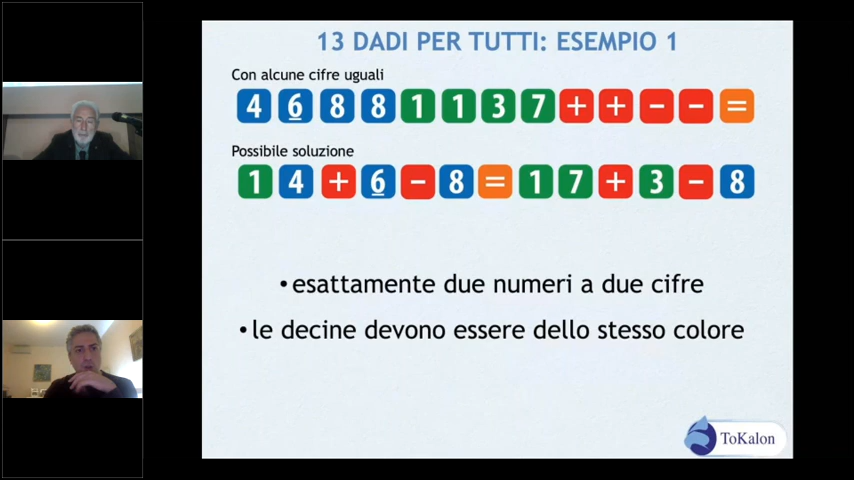 13 DADI PER TUTTI: ESEMPIO 1
Con alcune cifre uguali
4 6 8 8 1 1 3 7 + + − − =
Possibile soluzione
1 4 + 6 − 8 = 1 7 + 3 − 8
•esattamente due numeri a due cifre
•le decine devono essere dello stesso colore
ToKalon